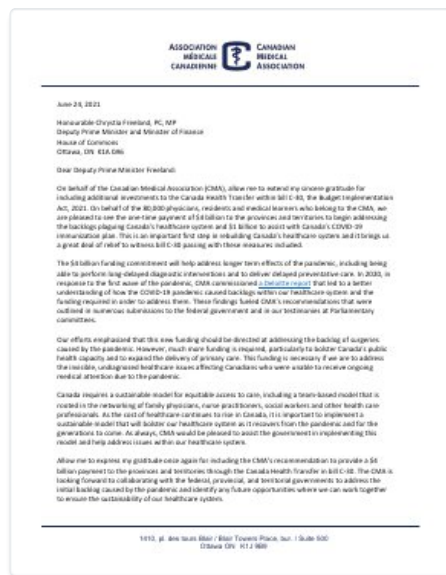 ASSOCIATION
MÉDICALE
CANADIENNE
CANADIAN
MEDICAL
ASSOCIATION
June 24, 2021
Honourable Chrystia Freeland, PC, MP
Deputy Prime Minister and Minister of Finance
House of Commons
Ottawa, ON K1A 0A6
Dear Deputy Prime Minister Freeland:
On behalf of the Canadian Medical Association (CMA), allow me to extend my sincere gratitude for
including additional investments to the Canada Health Transfer within Bill C-30, the Budget Implementation
Act, 2021. On behalf of the 80,000 physicians, residents and medical learners who belong to the CMA, we
are pleased to see the one-time payment of $4 billion to the provinces and territories to begin addressing
the backlogs plaguing Canada's healthcare system and $1 billion to assist with Canada's COVID-19
immunization plan. This is an important first step in rebuilding Canada's healthcare system and it brings us
a great deal of relief to witness bill C-30 passing with these measures included.
The $4 billion funding commitment will help address longer term effects of the pandemic, including being
able to perform long-delayed diagnostic interventions and to deliver delayed preventative care. In 2020, in
response to the first wave of the pandemic, CMA commissioned a Deloitte report that led to a better
understanding of how the COVID-19 pandemic caused backlogs within our healthcare system and the
funding required in order to address them. These findings fueled CMA's recommendations that were
outlined in numerous submissions to the federal government and in our testimonies at Parliamentary
committees.
Our efforts emphasized that this new funding should be directed at addressing the backlog of surgeries
caused by the pandemic. However, much more funding is required, particularly to bolster Canada's public
health capacity and to expand the delivery of primary care. This funding is necessary if we are to address
the invisible, undiagnosed healthcare issues affecting Canadians who were unable to receive ongoing
medical attention due to the pandemic.
Canada requires a sustainable model for equitable access to care, including a team-based model that is
rooted in the networking of family physicians, nurse practitioners, social workers and other health care
professionals. As the cost of healthcare continues to rise in Canada, it is important to implement a
sustainable model that will bolster our healthcare system as it recovers from the pandemic and for the
generations to come. As always, CMA would be pleased to assist the government in implementing this
model and help address issues within our healthcare system.
Allow me to express my gratitude once again for including the CMA's recommendation to provide a $4
billion payment to the provinces and territories through the Canada Health Transfer in bill C-30. The CMA is
looking forward to collaborating with the federal, provincial, and territorial governments to address the
initial backlog caused by the pandemic and identify any future opportunities where we can work together
to ensure the sustainability of our healthcare system.
1410, pl. des tours Blair / Blair Towers Place, bur. / Suite 500
Ottawa ON K1J 9B9